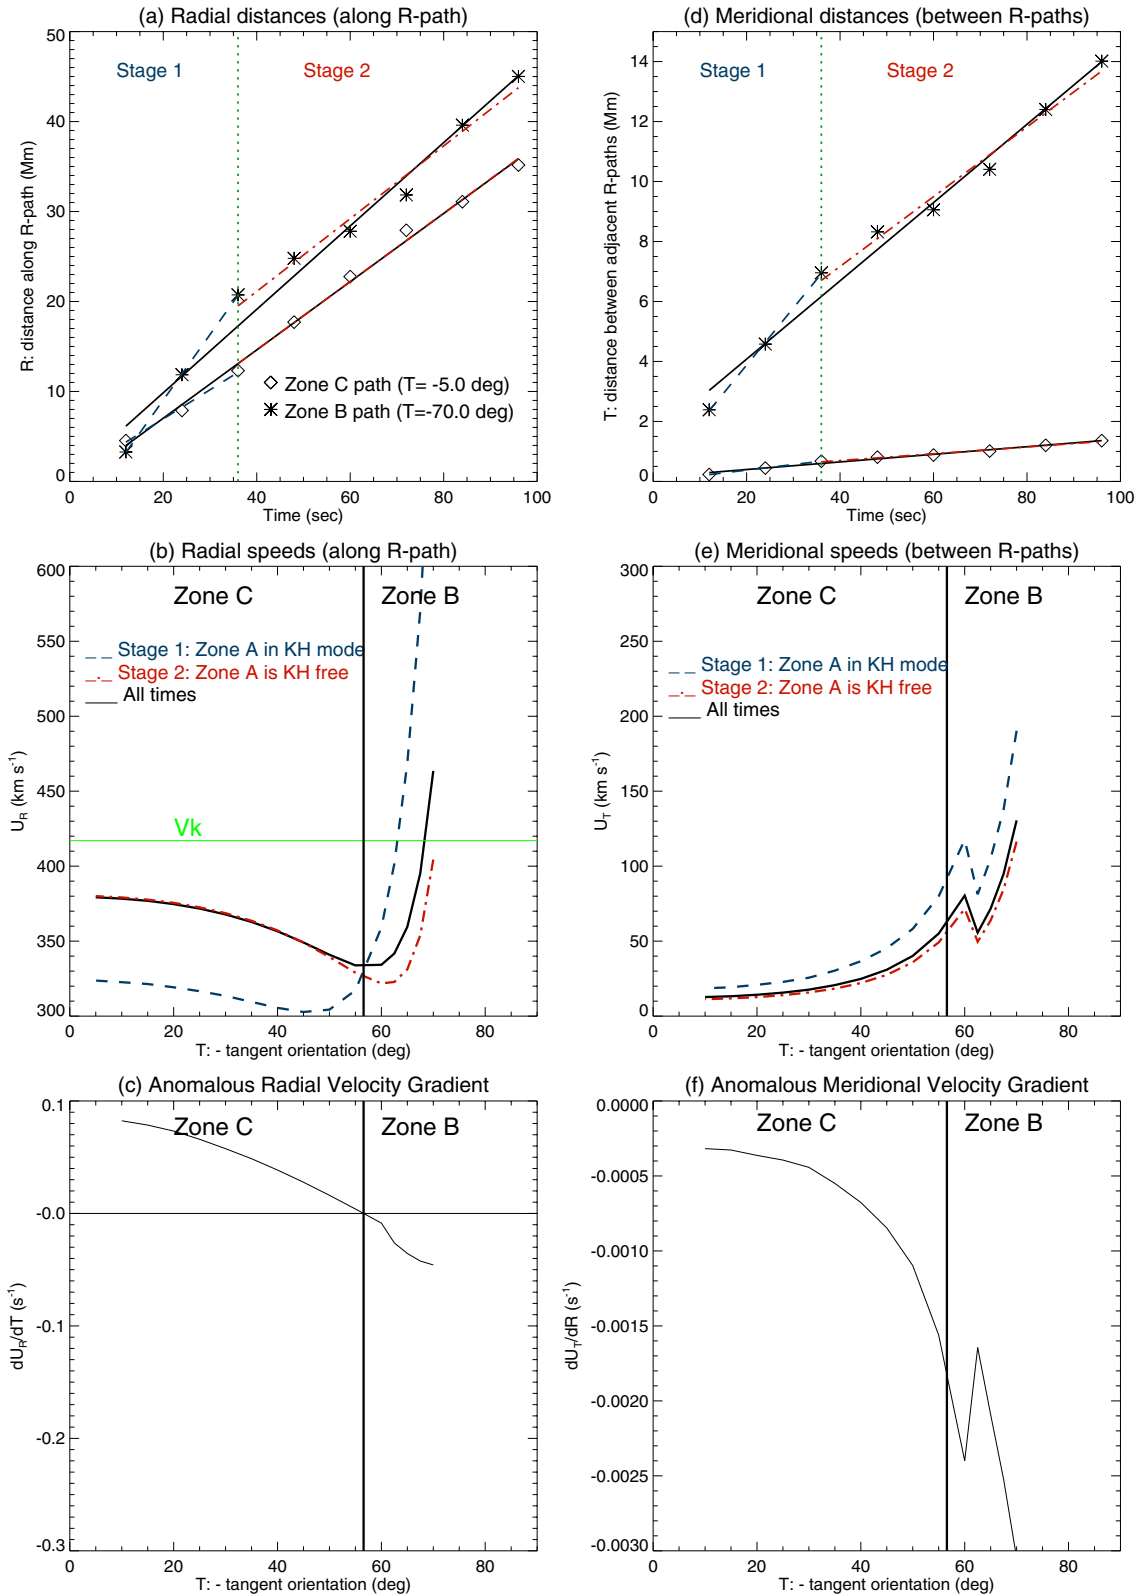 (a) Radial distances (along R-path)
50
40
30
20
10
0
R: distance along R-path (Mm)
Stage 1
Stage 2
Zone C path (T= -5.0 deg)
Zone B path (T=-70.0 deg)
0 20 40 60 80 100
Time (sec)
(d) Meridional distances (between R-paths)
14
12
10
8
6
4
2
0
T: distance between adjacent R-paths (Mm)
Stage 1
Stage 2
0 20 40 60 80 100
Time (sec)
(b) Radial speeds (along R-path)
600
550
500
450
400
350
300
U_R (km s⁻¹)
Zone C
Zone B
Stage 1: Zone A in KH mode
Stage 2: Zone A is KH free
All times
Vk
0 20 40 60 80
T: - tangent orientation (deg)
(e) Meridional speeds (between R-paths)
300
250
200
150
100
50
0
U_T (km s⁻¹)
Zone C
Zone B
Stage 1: Zone A in KH mode
Stage 2: Zone A is KH free
All times
0 20 40 60 80
T: - tangent orientation (deg)
(c) Anomalous Radial Velocity Gradient
0.1
-0.0
-0.1
-0.2
-0.3
dU_R/dT (s⁻¹)
Zone C
Zone B
0 20 40 60 80
T: - tangent orientation (deg)
(f) Anomalous Meridional Velocity Gradient
0.0000
-0.0005
-0.0010
-0.0015
-0.0020
-0.0025
-0.0030
dU_T/dR (s⁻¹)
Zone C
Zone B
0 20 40 60 80
T: - tangent orientation (deg)